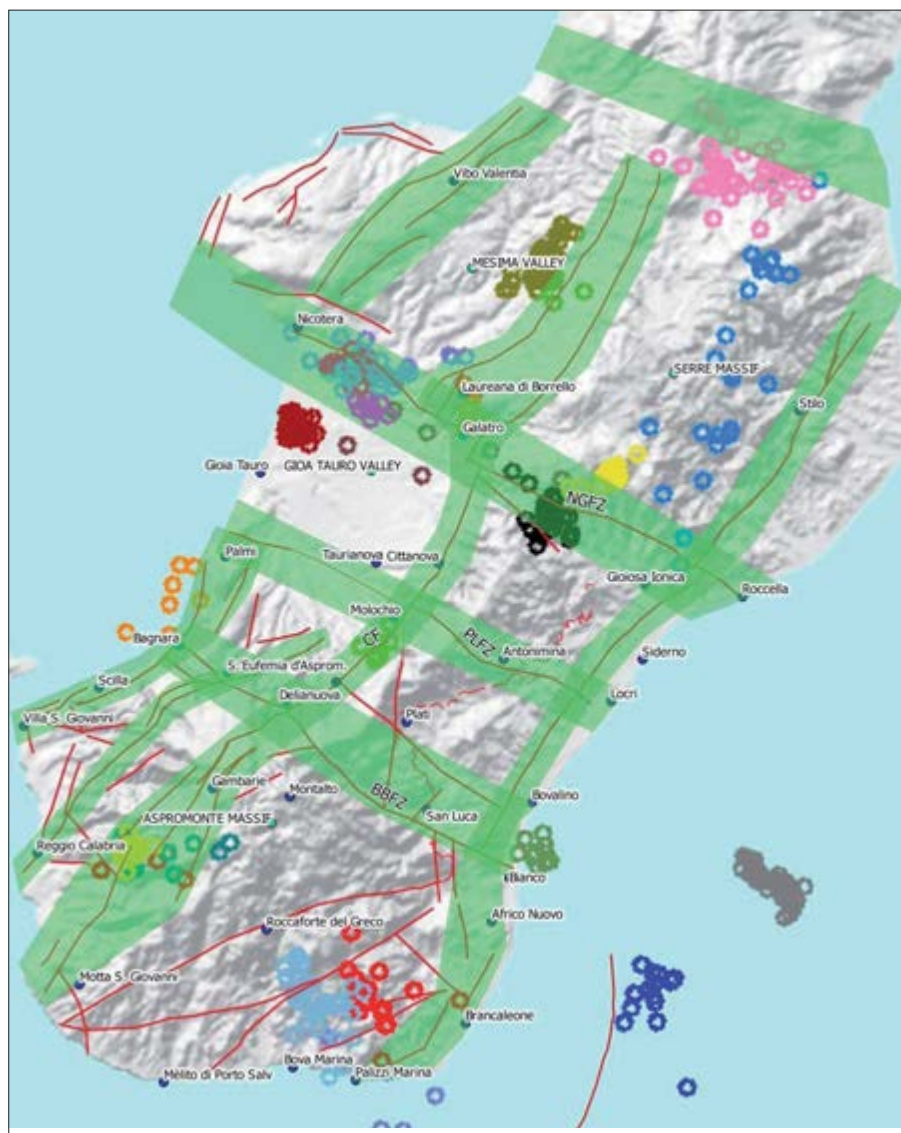 Vibo Valentia
MESIMA VALLEY
Nicotera
SERRE MASSIF
Laureana di Borrello
Stilo
Galatro
Gioia Tauro
GIOA TAURO VALLEY
NGFZ
Palmi
Taurianova
Cittanova
Gioiosa Ionica
Roccella
Molochio
Bagnara
CF
PLFZ
Antonimina
Siderno
S. Eufemia d'Asprom.
Scilla
Delianuova
Locri
Villa S. Giovanni
Platì
Gambarie
Montalto
BBFZ
Bovalino
San Luca
ASPROMONTE MASSIF
Reggio Calabria
Bianco
Roccaforte del Greco
Africo Nuovo
Motta S. Giovanni
Brancaleone
Bova Marina
Melito di Porto Salv
Palizzi Marina